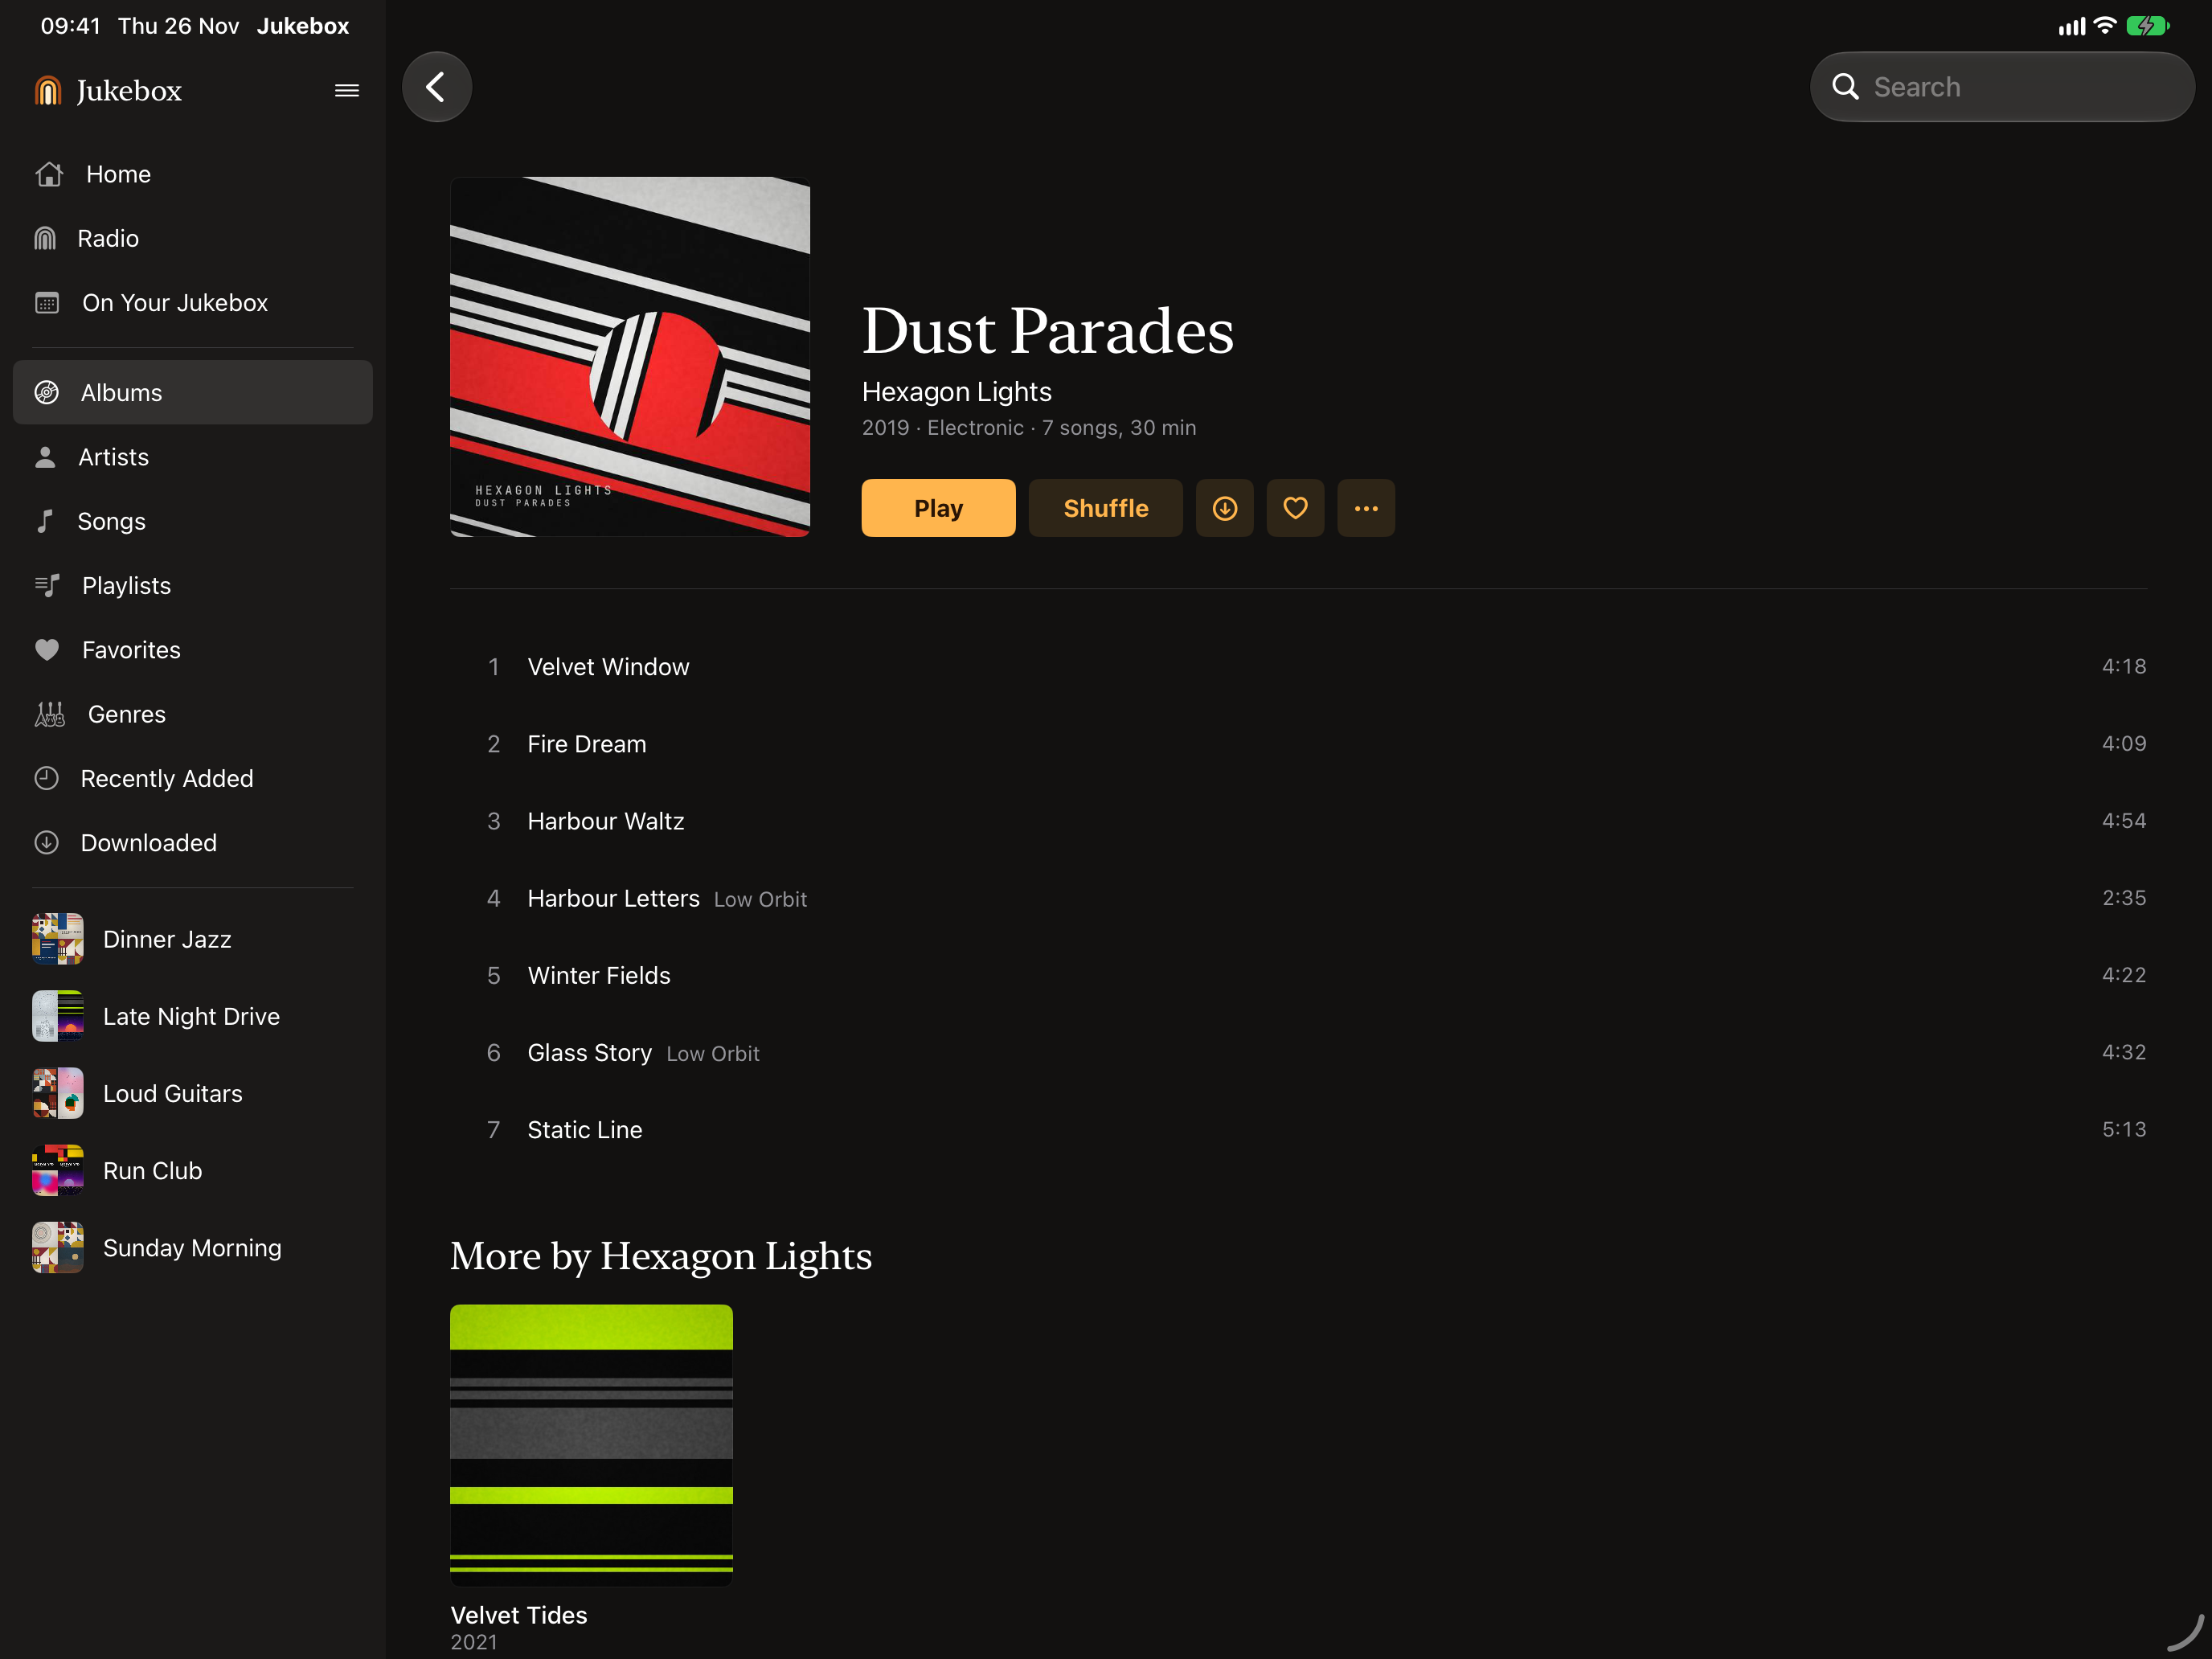 09:41 Thu 26 Nov Jukebox
Jukebox
Search
Home
Radio
On Your Jukebox
Albums
Artists
Songs
Playlists
Favorites
Genres
Recently Added
Downloaded
Dinner Jazz
Late Night Drive
Loud Guitars
Run Club
Sunday Morning
HEXAGON LIGHTS
DUST PARADES
Dust Parades
Hexagon Lights
2019 · Electronic · 7 songs, 30 min
Play Shuffle
1 Velvet Window 4:18
2 Fire Dream 4:09
3 Harbour Waltz 4:54
4 Harbour Letters Low Orbit 2:35
5 Winter Fields 4:22
6 Glass Story Low Orbit 4:32
7 Static Line 5:13
More by Hexagon Lights
Velvet Tides
2021